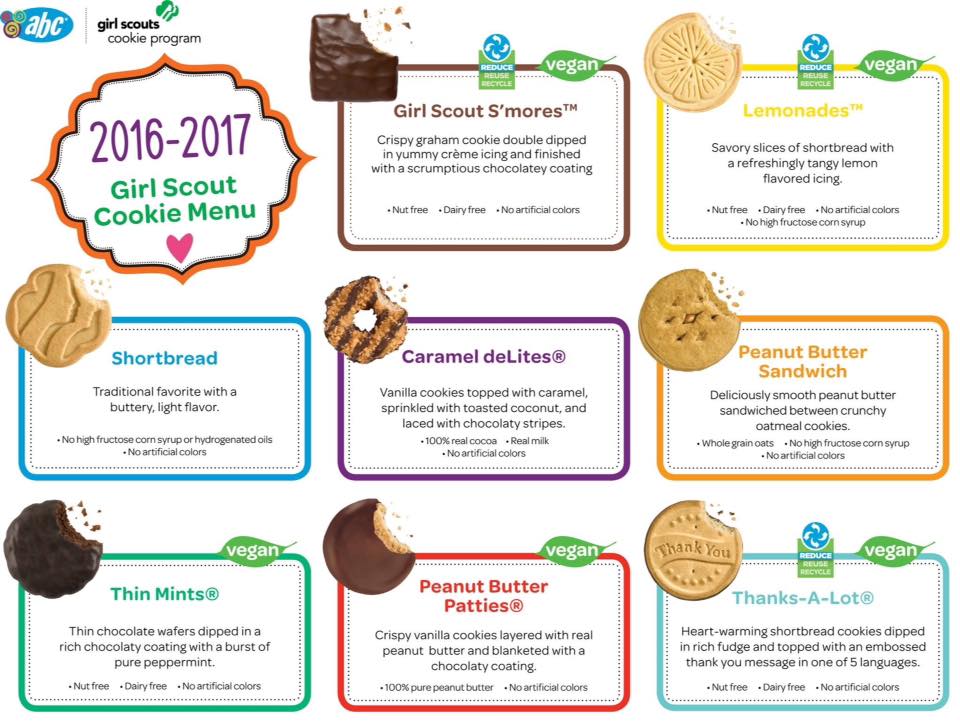 abc®
girl scouts
cookie program
2016-2017
Girl Scout
Cookie Menu
REDUCE
REUSE
RECYCLE
vegan
Girl Scout S'mores™
Crispy graham cookie double dipped
in yummy crème icing and finished
with a scrumptious chocolatey coating
• Nut free • Dairy free • No artificial colors
REDUCE
REUSE
RECYCLE
vegan
Lemonades™
Savory slices of shortbread with
a refreshingly tangy lemon
flavored icing.
• Nut free • Dairy free • No artificial colors
• No high fructose corn syrup
Shortbread
Traditional favorite with a
buttery, light flavor.
• No high fructose corn syrup or hydrogenated oils
• No artificial colors
Caramel deLites®
Vanilla cookies topped with caramel,
sprinkled with toasted coconut, and
laced with chocolaty stripes.
• 100% real cocoa • Real milk
• No artificial colors
Peanut Butter
Sandwich
Deliciously smooth peanut butter
sandwiched between crunchy
oatmeal cookies.
• Whole grain oats • No high fructose corn syrup
• No artificial colors
vegan
Thin Mints®
Thin chocolate wafers dipped in a
rich chocolaty coating with a burst of
pure peppermint.
• Nut free • Dairy free • No artificial colors
vegan
Peanut Butter
Patties®
Crispy vanilla cookies layered with real
peanut butter and blanketed with a
chocolaty coating.
• 100% pure peanut butter • No artificial colors
Thank You
REDUCE
REUSE
RECYCLE
vegan
Thanks-A-Lot®
Heart-warming shortbread cookies dipped
in rich fudge and topped with an embossed
thank you message in one of 5 languages.
• Nut free • Dairy free • No artificial colors